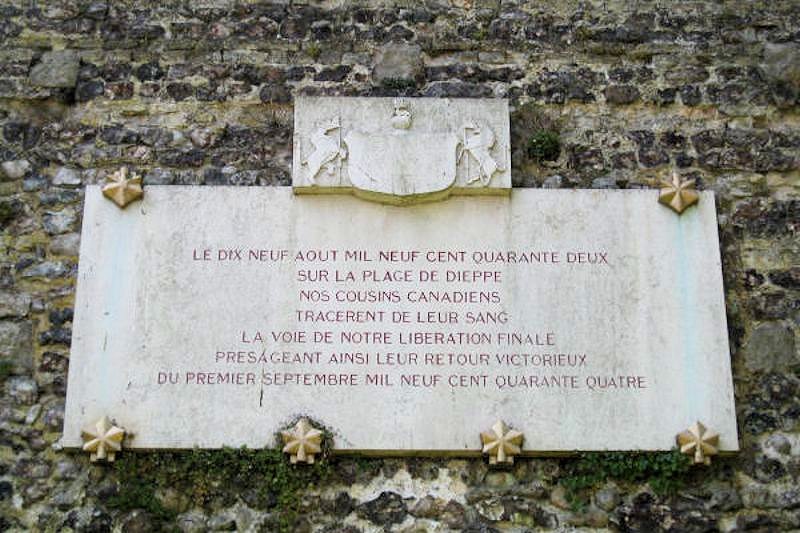 LE DIX NEUF AOUT MIL NEUF CENT QUARANTE DEUX
SUR LA PLAGE DE DIEPPE
NOS COUSINS CANADIENS
TRACERENT DE LEUR SANG
LA VOIE DE NOTRE LIBERATION FINALE
PRESAGEANT AINSI LEUR RETOUR VICTORIEUX
DU PREMIER SEPTEMBRE MIL NEUF CENT QUARANTE QUATRE